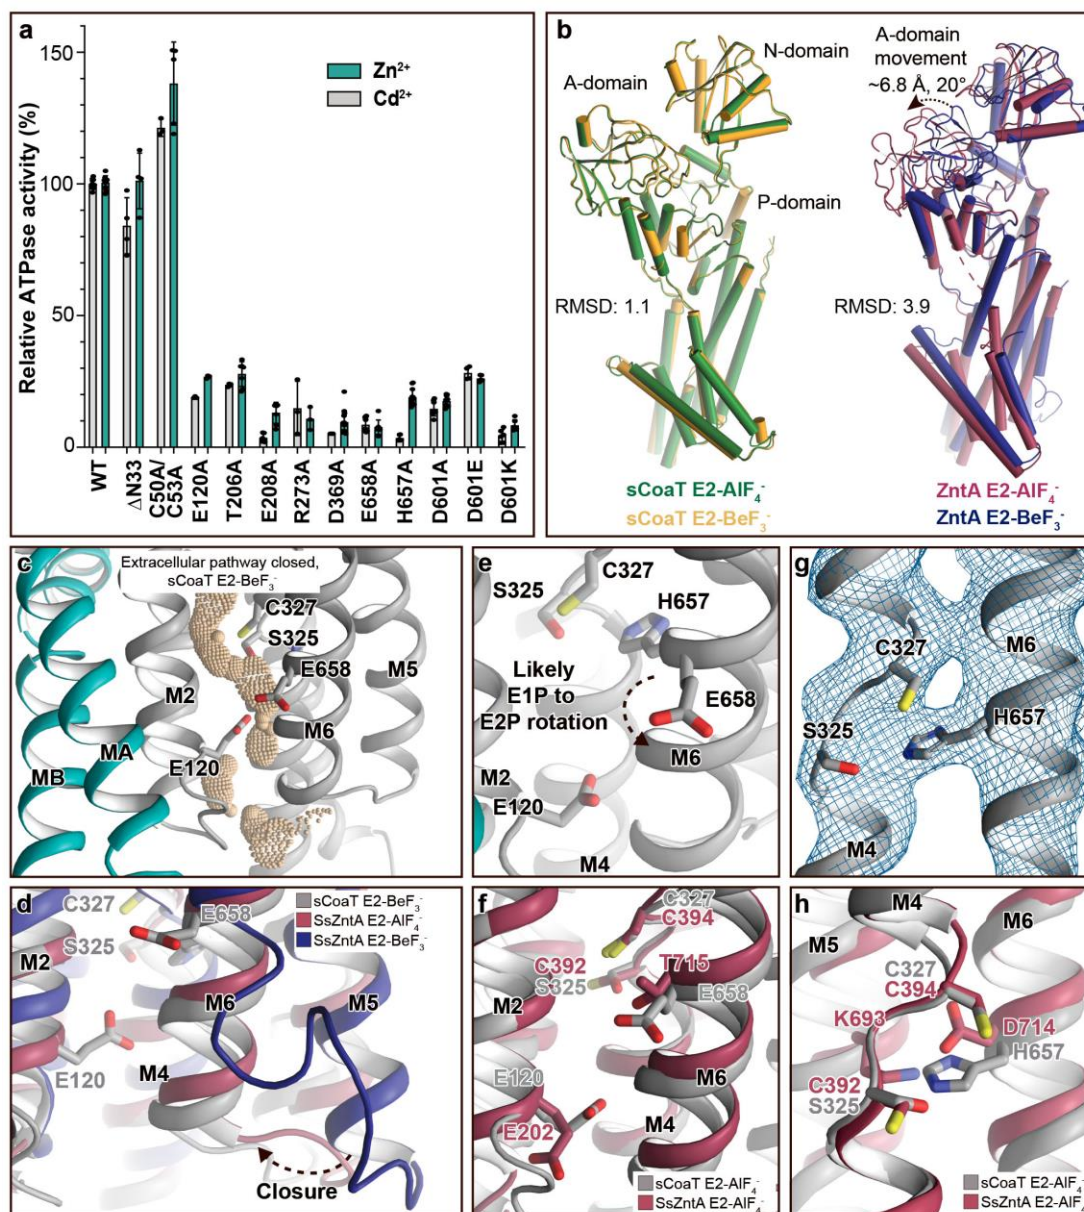 a
Relative ATPase activity (%)
150
100
50
0
Zn²⁺
Cd²⁺
WT
ΔN33
C50A/
C53A
E120A
T206A
E208A
R273A
D369A
E658A
H657A
D601A
D601E
D601K
b
A-domain
N-domain
P-domain
RMSD: 1.1
sCoaT E2-AlF₄⁻
sCoaT E2-BeF₃⁻
A-domain
movement
~6.8 Å, 20°
RMSD: 3.9
ZntA E2-AlF₄⁻
ZntA E2-BeF₃⁻
c
Extracellular pathway closed,
sCoaT E2-BeF₃⁻
C327
S325
E658
M5
M2
M6
MA
MB
E120
e
S325
C327
H657
Likely
E1P to
E2P rotation
E658
M6
M2
E120
M4
g
C327
M6
S325
H657
M4
d
C327
E658
sCoaT E2-BeF₃⁻
SsZntA E2-AlF₄⁻
SsZntA E2-BeF₃⁻
S325
M2
M6
M5
E120
M4
Closure
f
C327
C394
C392
S325
T715
E658
M2
E120
M6
E202
M4
sCoaT E2-AlF₄⁻
SsZntA E2-AlF₄⁻
h
M4
M6
M5
C327
C394
K693
D714
H657
C392
S325
sCoaT E2-AlF₄⁻
SsZntA E2-AlF₄⁻